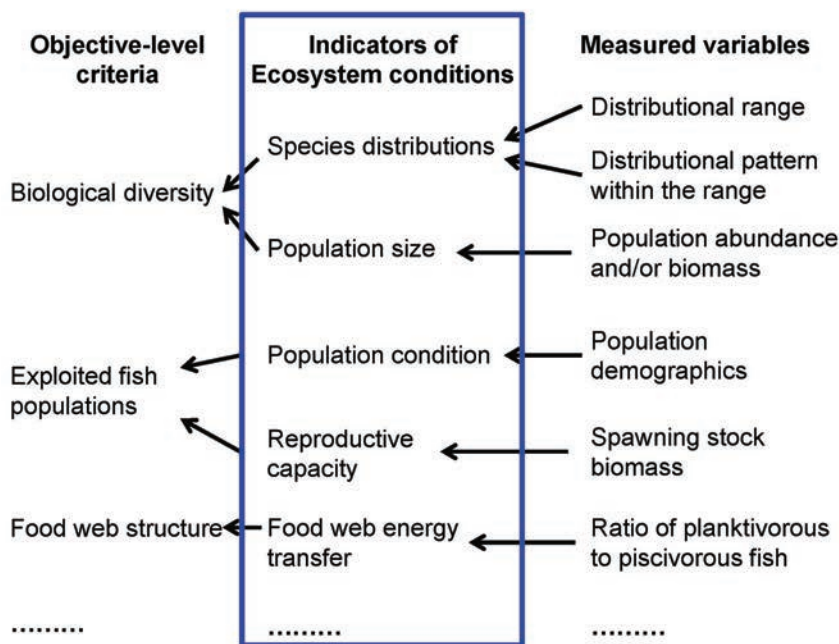 Objective-level
criteria
Biological diversity
Exploited fish
populations
Food web structure
.........
Indicators of
Ecosystem conditions
Species distributions
Population size
Population condition
Reproductive
capacity
Food web energy
transfer
.........
Measured variables
Distributional range
Distributional pattern
within the range
Population abundance
and/or biomass
Population
demographics
Spawning stock
biomass
Ratio of planktivorous
to piscivorous fish
.........